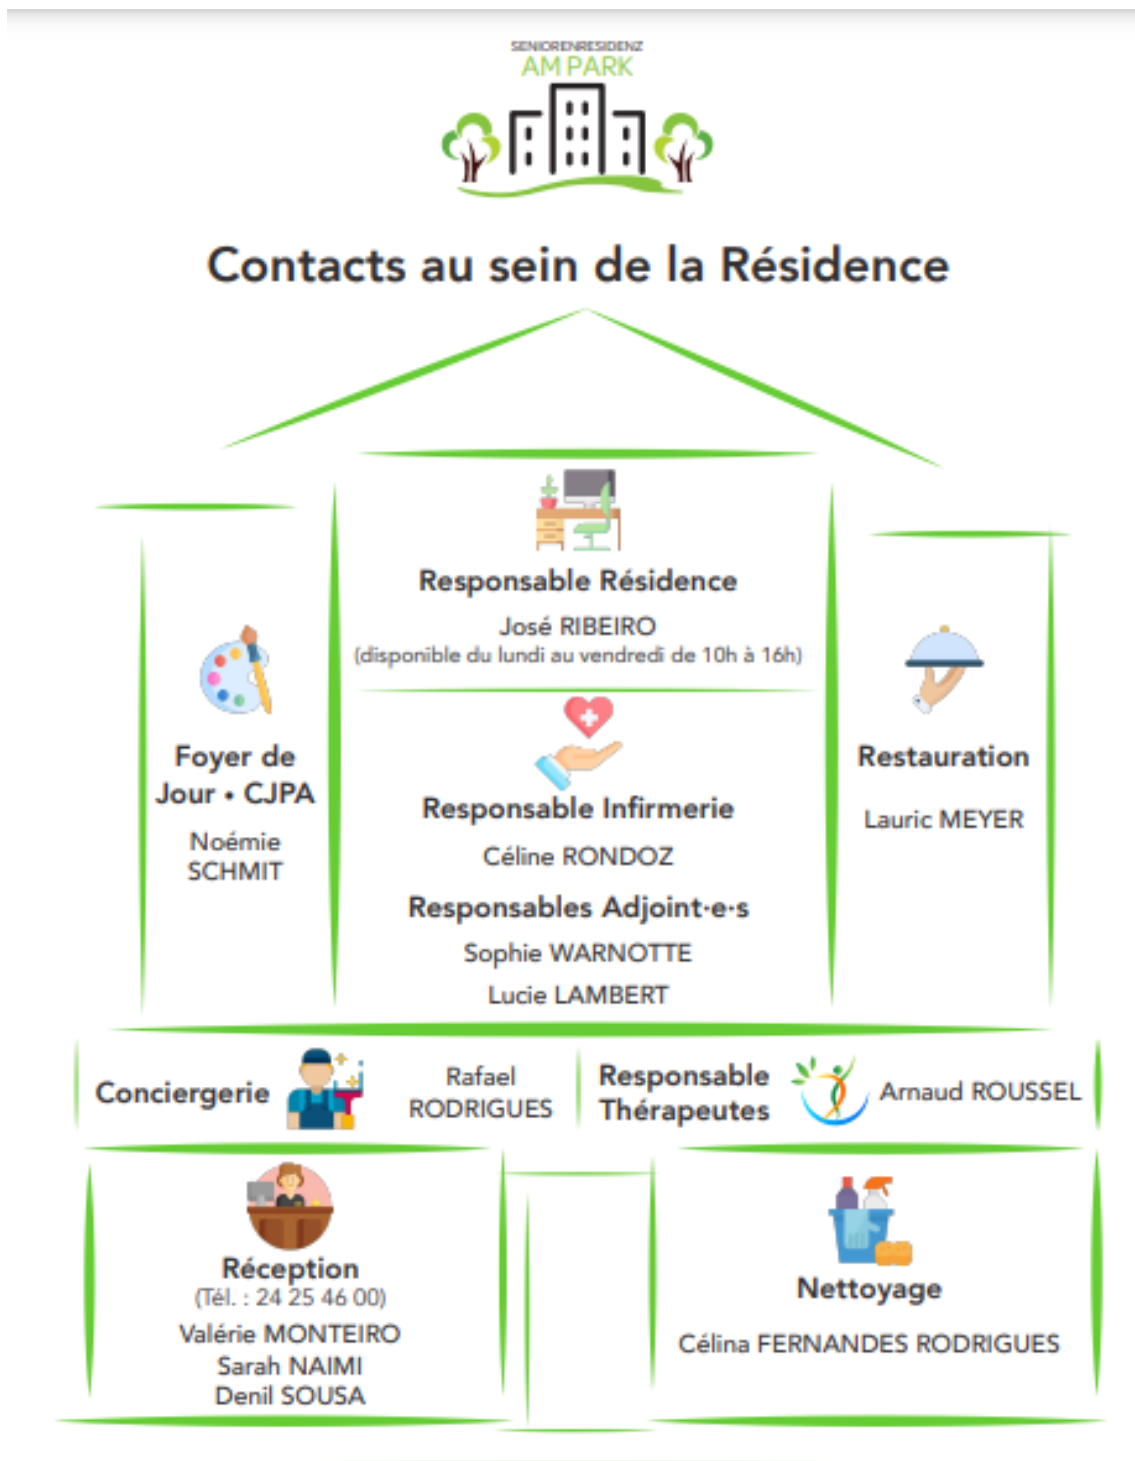 SENIORENRESIDENZ
AM PARK
Contacts au sein de la Résidence
Responsable Résidence
José RIBEIRO
(disponible du lundi au vendredi de 10h à 16h)
Foyer de
Jour • CJPA
Noémie
SCHMIT
Responsable Infirmerie
Céline RONDOZ
Responsables Adjoint·e·s
Sophie WARNOTTE
Lucie LAMBERT
Restauration
Lauric MEYER
Conciergerie
Rafael
RODRIGUES
Responsable
Thérapeutes
Arnaud ROUSSEL
Réception
(Tél. : 24 25 46 00)
Valérie MONTEIRO
Sarah NAIMI
Denil SOUSA
Nettoyage
Célina FERNANDES RODRIGUES